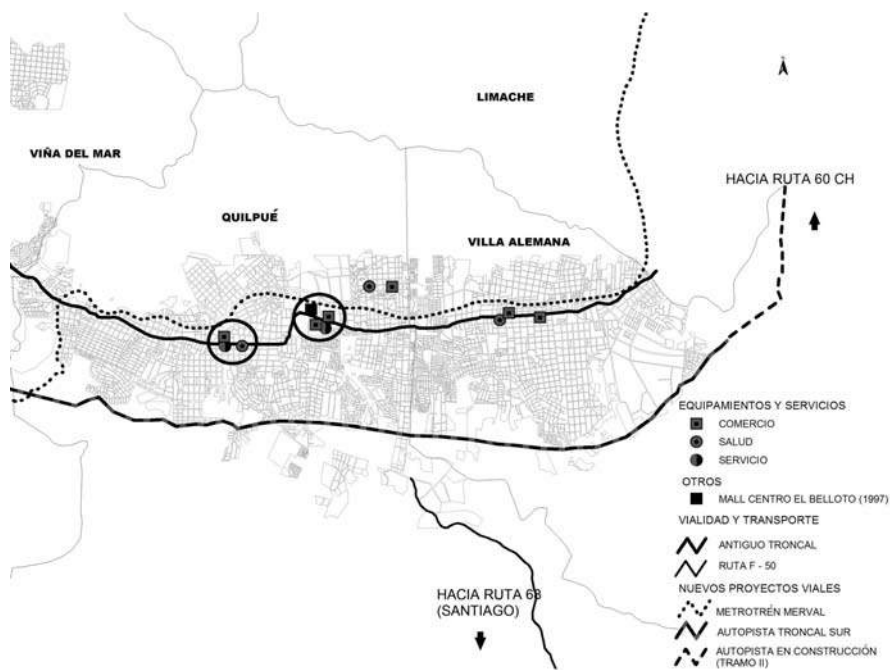 LIMACHE
VIÑA DEL MAR
HACIA RUTA 60 CH
QUILPUÉ
VILLA ALEMANA
EQUIPAMIENTOS Y SERVICIOS
COMERCIO
SALUD
SERVICIO
OTROS
MALL CENTRO EL BELLOTO (1997)
VIALIDAD Y TRANSPORTE
ANTIGUO TRONCAL
RUTA F - 50
NUEVOS PROYECTOS VIALES
METROTRÉN MERVAL
AUTOPISTA TRONCAL SUR
AUTOPISTA EN CONSTRUCCIÓN
(TRAMO II)
HACIA RUTA 68
(SANTIAGO)